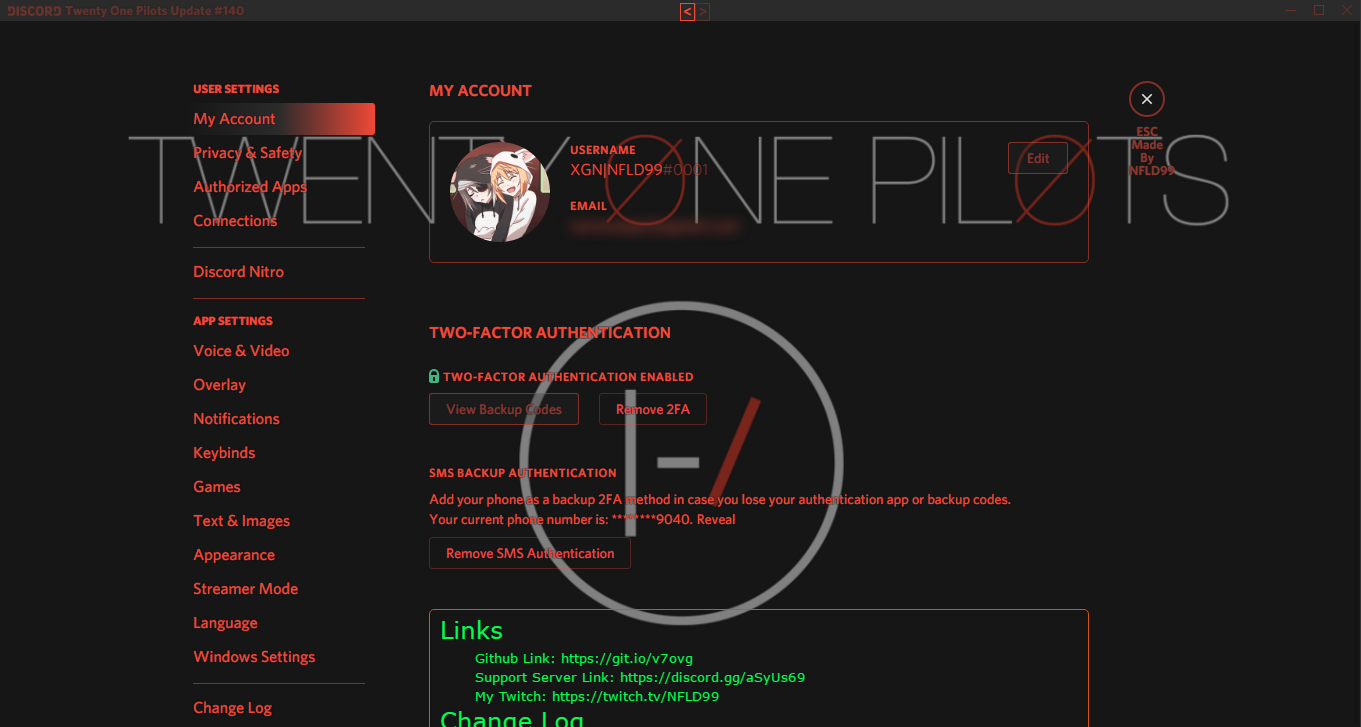 DISCORD Twenty One Pilots Update #140
< >
USER SETTINGS
My Account
Privacy & Safety
Authorized Apps
Connections
Discord Nitro
APP SETTINGS
Voice & Video
Overlay
Notifications
Keybinds
Games
Text & Images
Appearance
Streamer Mode
Language
Windows Settings
Change Log
TWENTY ØNE PILØTS
MY ACCOUNT
USERNAME
XGN|NFLD99#0001
EMAIL
Edit
ESC
Made
By
NFLD99
TWO-FACTOR AUTHENTICATION
TWO-FACTOR AUTHENTICATION ENABLED
View Backup Codes
Remove 2FA
|-/
SMS BACKUP AUTHENTICATION
Add your phone as a backup 2FA method in case you lose your authentication app or backup codes.
Your current phone number is: ********9040. Reveal
Remove SMS Authentication
Links
Github Link: https://git.io/v7ovg
Support Server Link: https://discord.gg/aSyUs69
My Twitch: https://twitch.tv/NFLD99
Change Log